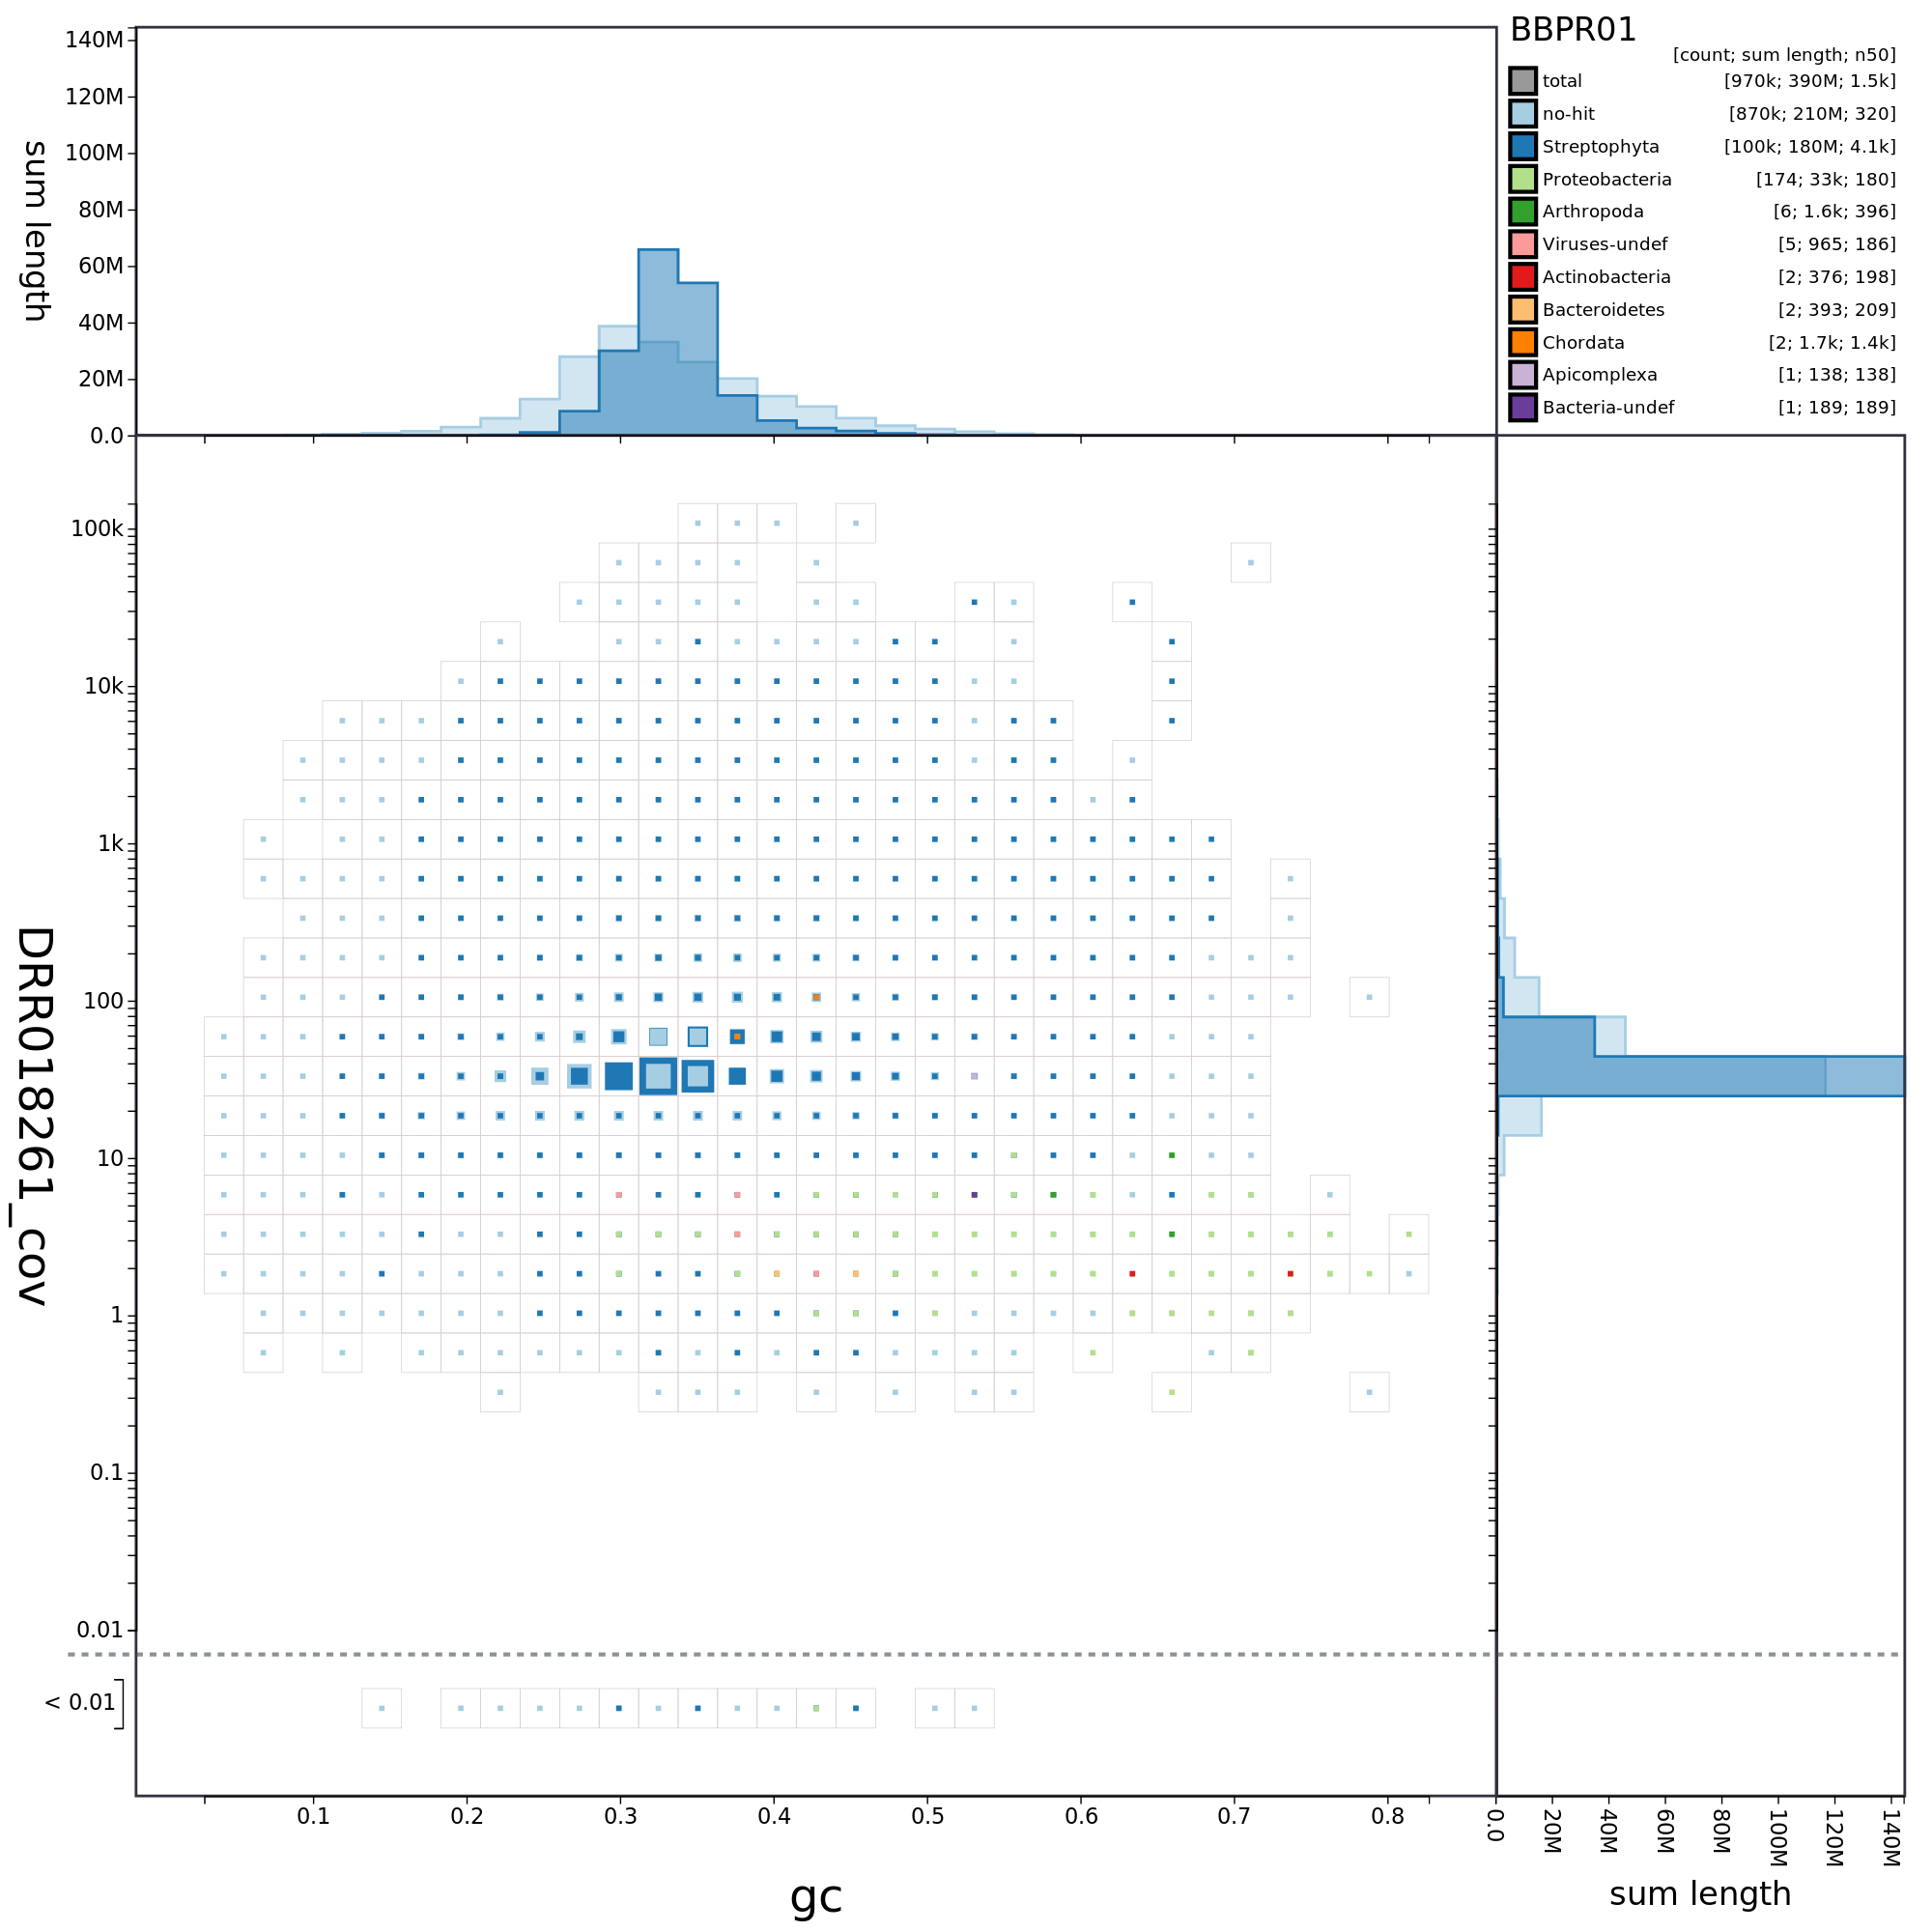 BBPR01
[count; sum length; n50]
total [970k; 390M; 1.5k]
no-hit [870k; 210M; 320]
Streptophyta [100k; 180M; 4.1k]
Proteobacteria [174; 33k; 180]
Arthropoda [6; 1.6k; 396]
Viruses-undef [5; 965; 186]
Actinobacteria [2; 376; 198]
Bacteroidetes [2; 393; 209]
Chordata [2; 1.7k; 1.4k]
Apicomplexa [1; 138; 138]
Bacteria-undef [1; 189; 189]
sum length
140M
120M
100M
80M
60M
40M
20M
0.0
DRR018261_cov
100k
10k
1k
100
10
1
0.1
0.01
< 0.01
0.1 0.2 0.3 0.4 0.5 0.6 0.7 0.8
gc
0.0 20M 40M 60M 80M 100M 120M 140M
sum length